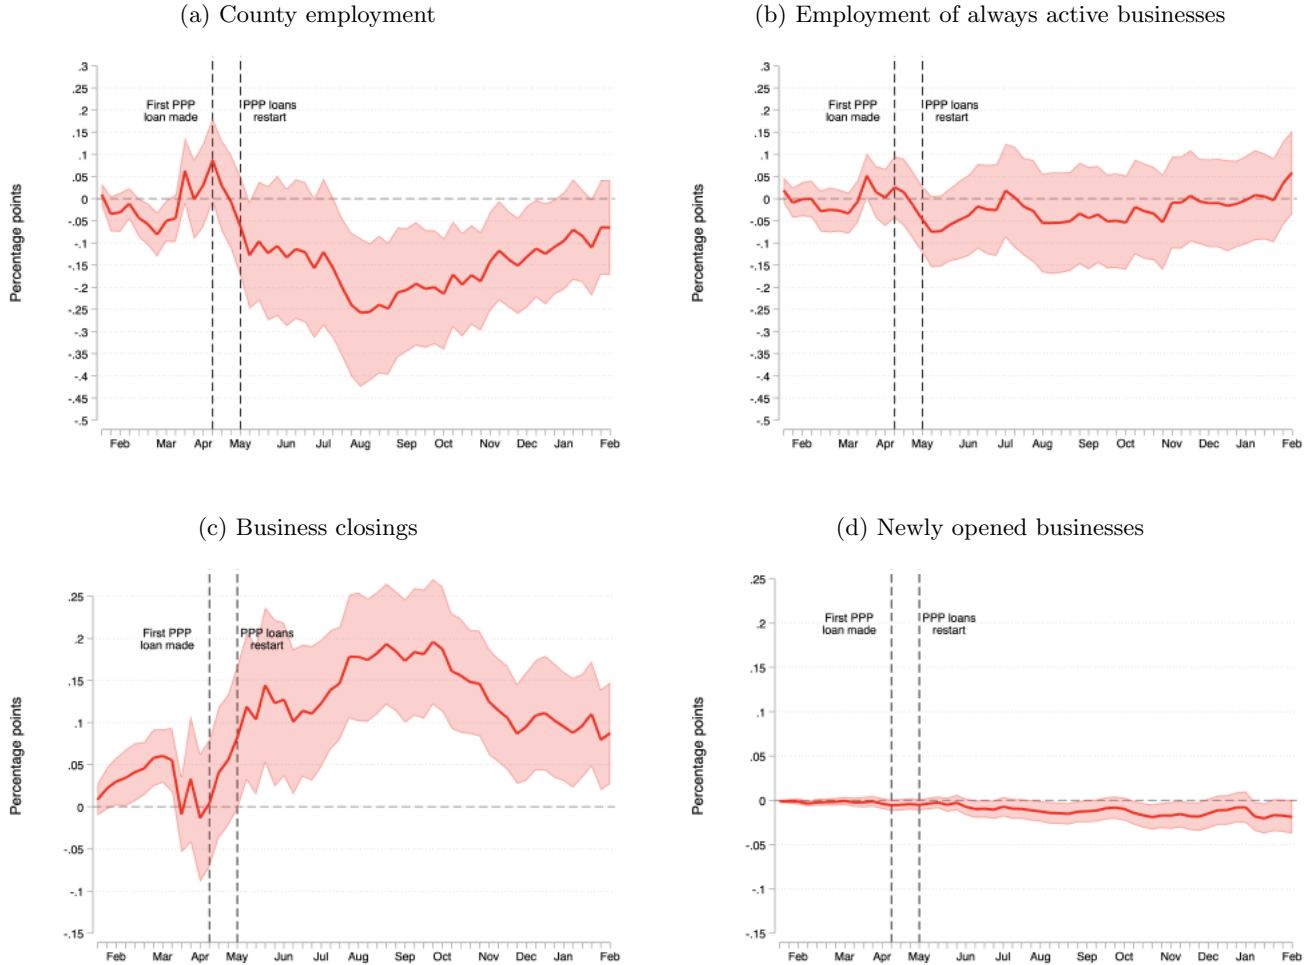 (a) County employment
.3
.25
.2
.15
.1
.05
0
-.05
-.1
-.15
-.2
-.25
-.3
-.35
-.4
-.45
-.5
Percentage points
First PPP
loan made
PPP loans
restart
Feb Mar Apr May Jun Jul Aug Sep Oct Nov Dec Jan Feb
(b) Employment of always active businesses
.3
.25
.2
.15
.1
.05
0
-.05
-.1
-.15
-.2
-.25
-.3
-.35
-.4
-.45
-.5
Percentage points
First PPP
loan made
PPP loans
restart
Feb Mar Apr May Jun Jul Aug Sep Oct Nov Dec Jan Feb
(c) Business closings
.25
.2
.15
.1
.05
0
-.05
-.1
-.15
Percentage points
First PPP
loan made
PPP loans
restart
Feb Mar Apr May Jun Jul Aug Sep Oct Nov Dec Jan Feb
(d) Newly opened businesses
.25
.2
.15
.1
.05
0
-.05
-.1
-.15
Percentage points
First PPP
loan made
PPP loans
restart
Feb Mar Apr May Jun Jul Aug Sep Oct Nov Dec Jan Feb